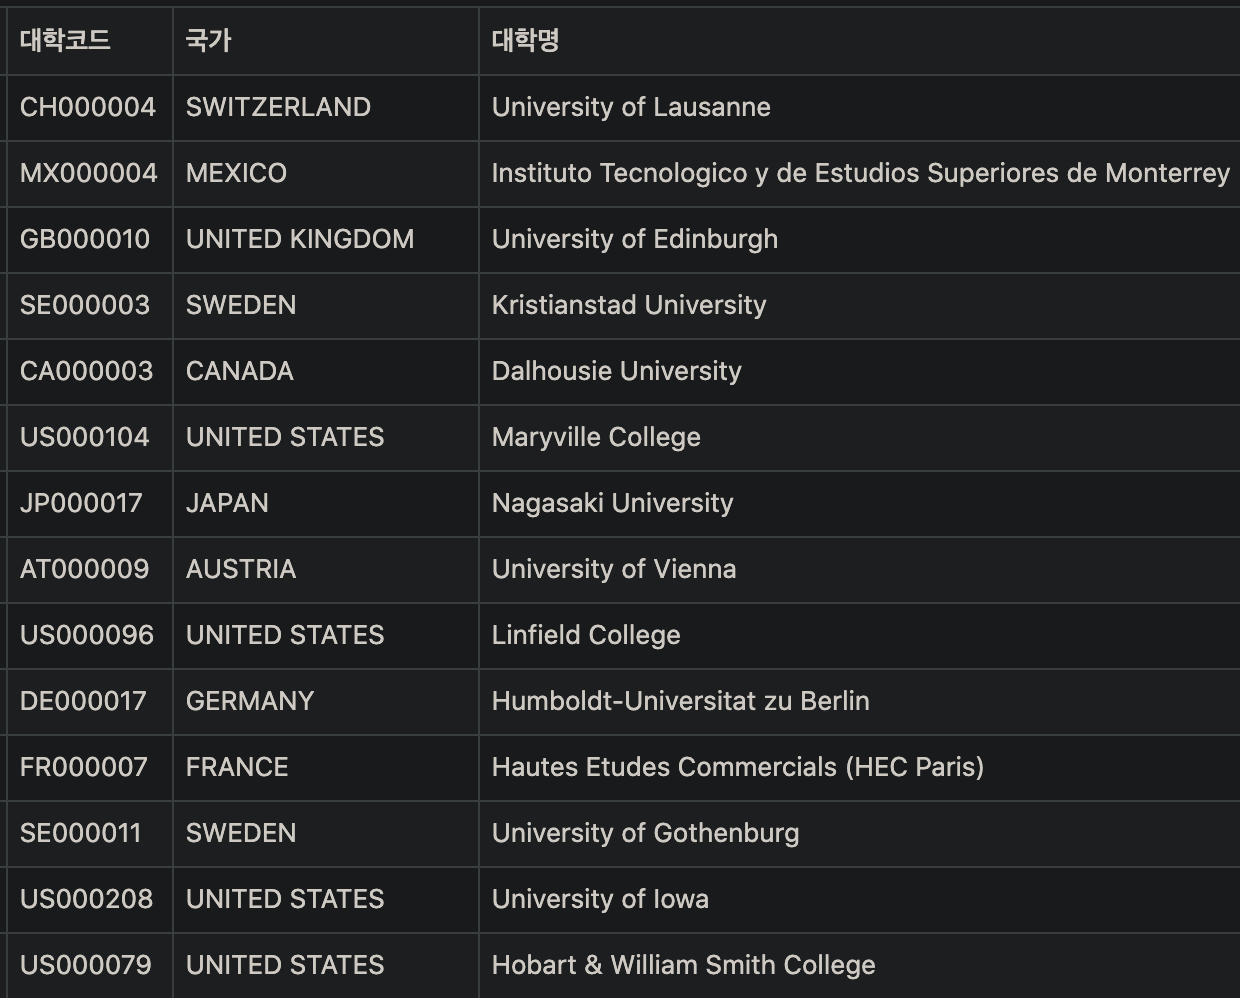 대학코드 국가 대학명
CH000004 SWITZERLAND University of Lausanne
MX000004 MEXICO Instituto Tecnologico y de Estudios Superiores de Monterrey
GB000010 UNITED KINGDOM University of Edinburgh
SE000003 SWEDEN Kristianstad University
CA000003 CANADA Dalhousie University
US000104 UNITED STATES Maryville College
JP000017 JAPAN Nagasaki University
AT000009 AUSTRIA University of Vienna
US000096 UNITED STATES Linfield College
DE000017 GERMANY Humboldt-Universitat zu Berlin
FR000007 FRANCE Hautes Etudes Commercials (HEC Paris)
SE000011 SWEDEN University of Gothenburg
US000208 UNITED STATES University of Iowa
US000079 UNITED STATES Hobart & William Smith College